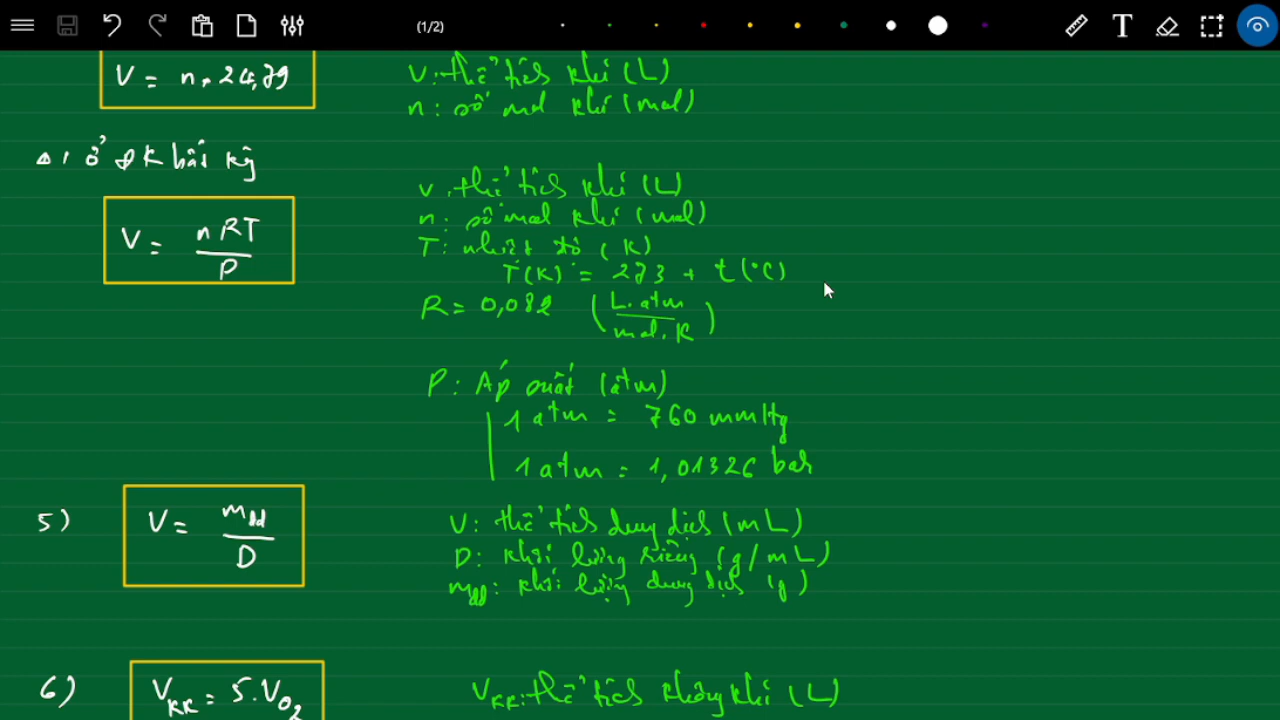 (1/2)
V = n.24,79
V: thể tích khí (L)
n: số mol khí (mol)
Ở đk bất kỳ
V = nRT/P
V: thể tích khí (L)
n: số mol khí (mol)
T: nhiệt độ (K)
T(K) = 273 + t(°C)
R = 0,082 (L.atm/mol.K)
P: Áp suất (atm)
1 atm = 760 mmHg
1 atm = 1,01326 bar
5) V = mdd/D
V: thể tích dung dịch (mL)
D: khối lượng riêng (g/mL)
mdd: khối lượng dung dịch (g)
6) VKK = 5.VO2
VKK: thể tích không khí (L)